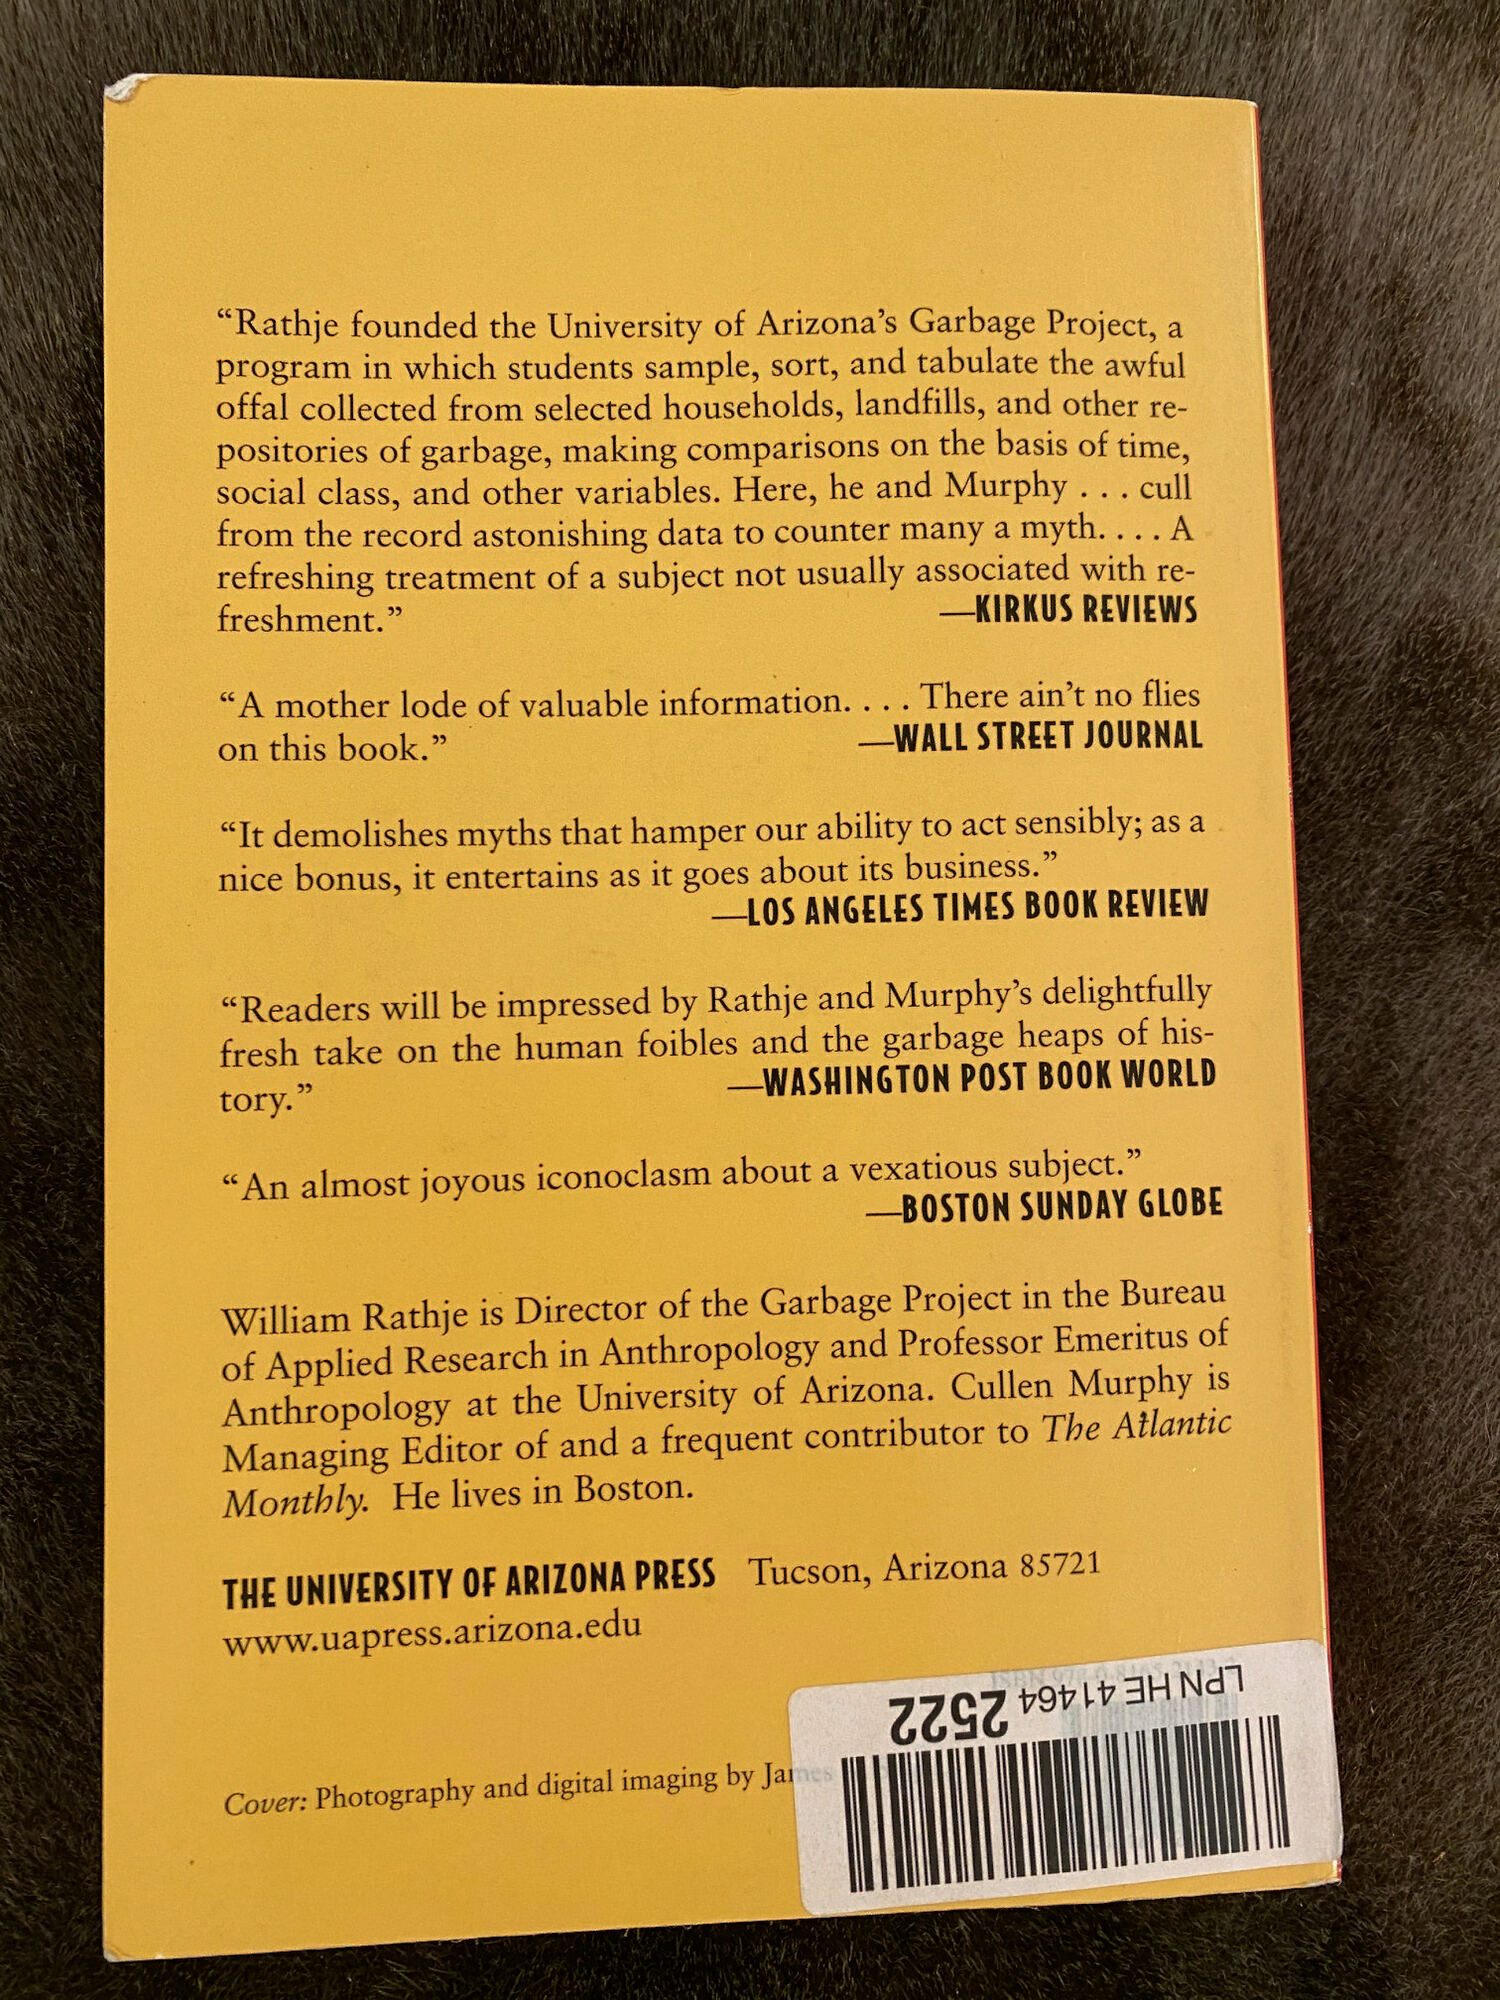 “Rathje founded the University of Arizona’s Garbage Project, a
program in which students sample, sort, and tabulate the awful
offal collected from selected households, landfills, and other re-
positories of garbage, making comparisons on the basis of time,
social class, and other variables. Here, he and Murphy . . . cull
from the record astonishing data to counter many a myth. . . . A
refreshing treatment of a subject not usually associated with re-
freshment.” —KIRKUS REVIEWS
“A mother lode of valuable information. . . . There ain’t no flies
on this book.” —WALL STREET JOURNAL
“It demolishes myths that hamper our ability to act sensibly; as a
nice bonus, it entertains as it goes about its business.”
—LOS ANGELES TIMES BOOK REVIEW
“Readers will be impressed by Rathje and Murphy’s delightfully
fresh take on the human foibles and the garbage heaps of his-
tory.” —WASHINGTON POST BOOK WORLD
“An almost joyous iconoclasm about a vexatious subject.”
—BOSTON SUNDAY GLOBE
William Rathje is Director of the Garbage Project in the Bureau
of Applied Research in Anthropology and Professor Emeritus of
Anthropology at the University of Arizona. Cullen Murphy is
Managing Editor of and a frequent contributor to The Atlantic
Monthly. He lives in Boston.
THE UNIVERSITY OF ARIZONA PRESS Tucson, Arizona 85721
www.uapress.arizona.edu
LPN HE 41464 2522
Cover: Photography and digital imaging by James